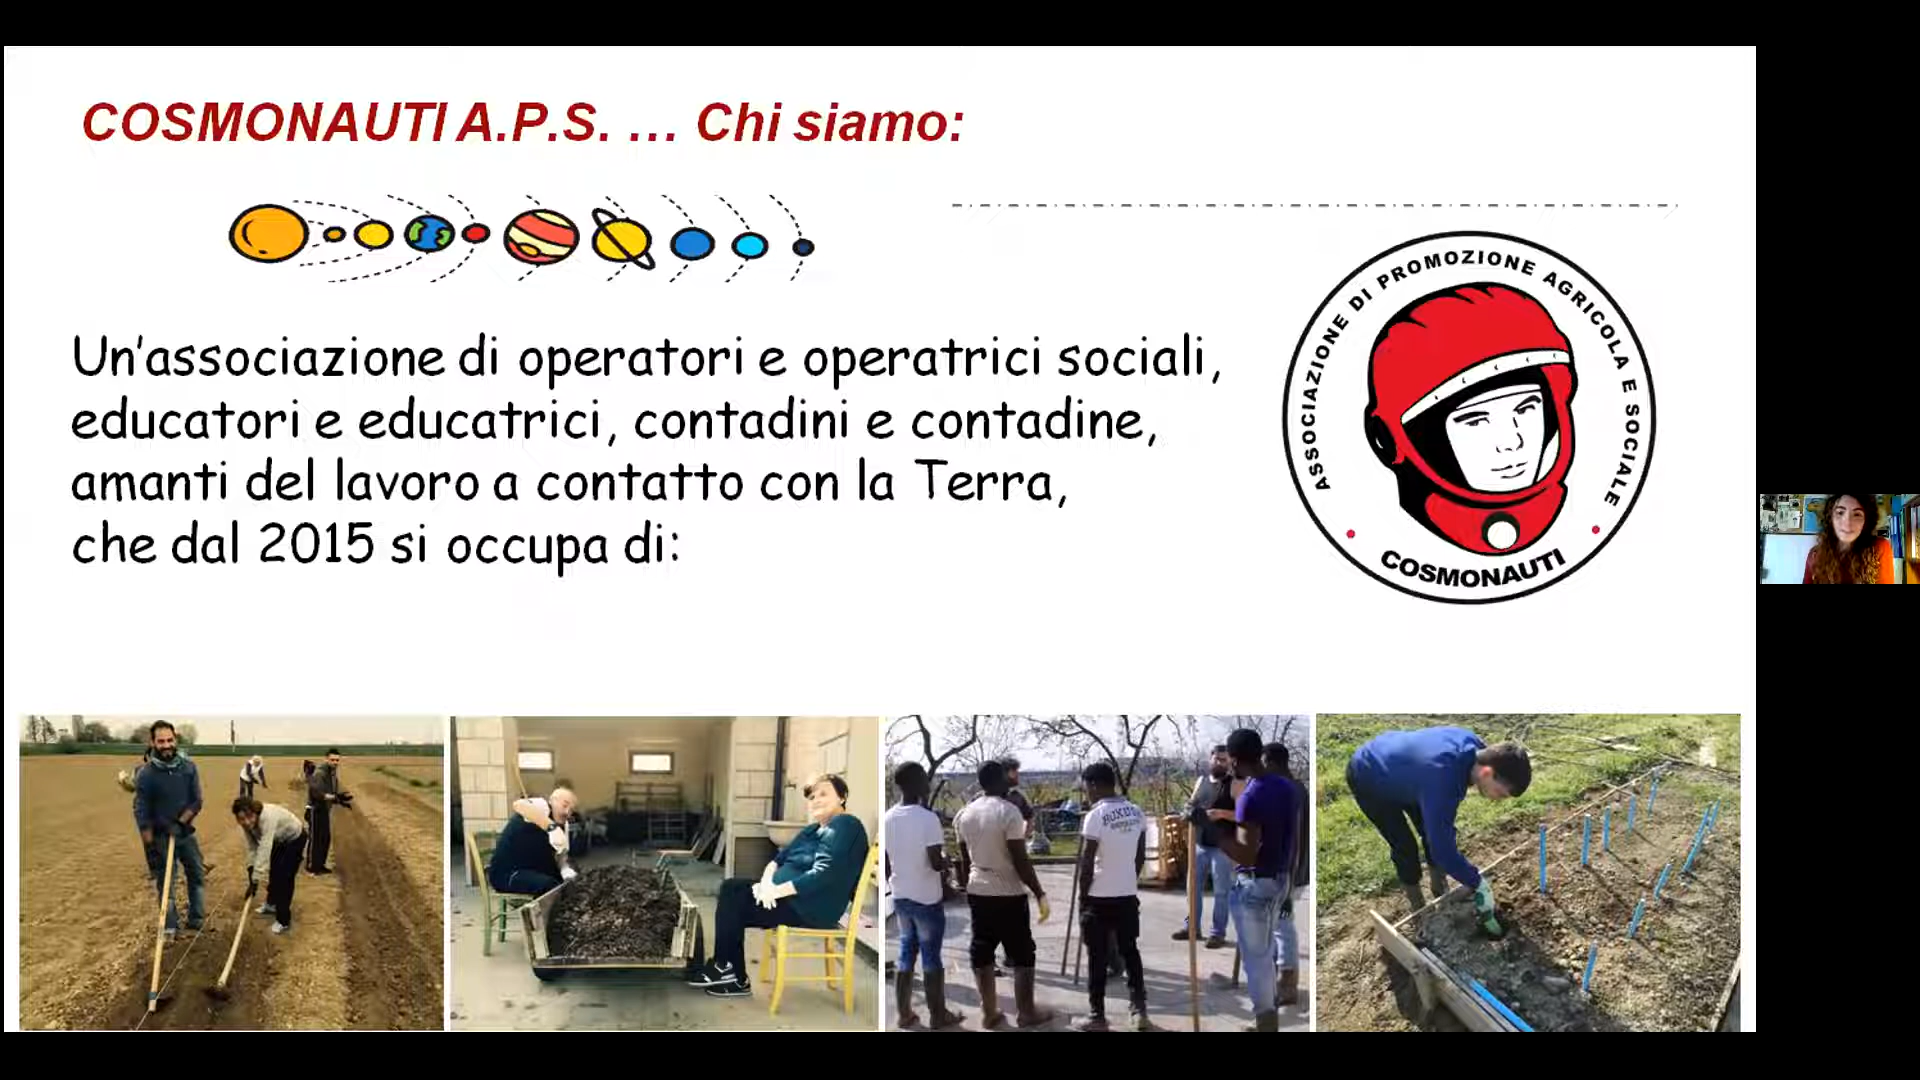 COSMONAUTI A.P.S. ... Chi siamo:
Un'associazione di operatori e operatrici sociali,
educatori e educatrici, contadini e contadine,
amanti del lavoro a contatto con la Terra,
che dal 2015 si occupa di:
ASSOCIAZIONE DI PROMOZIONE AGRICOLA E SOCIALE
COSMONAUTI